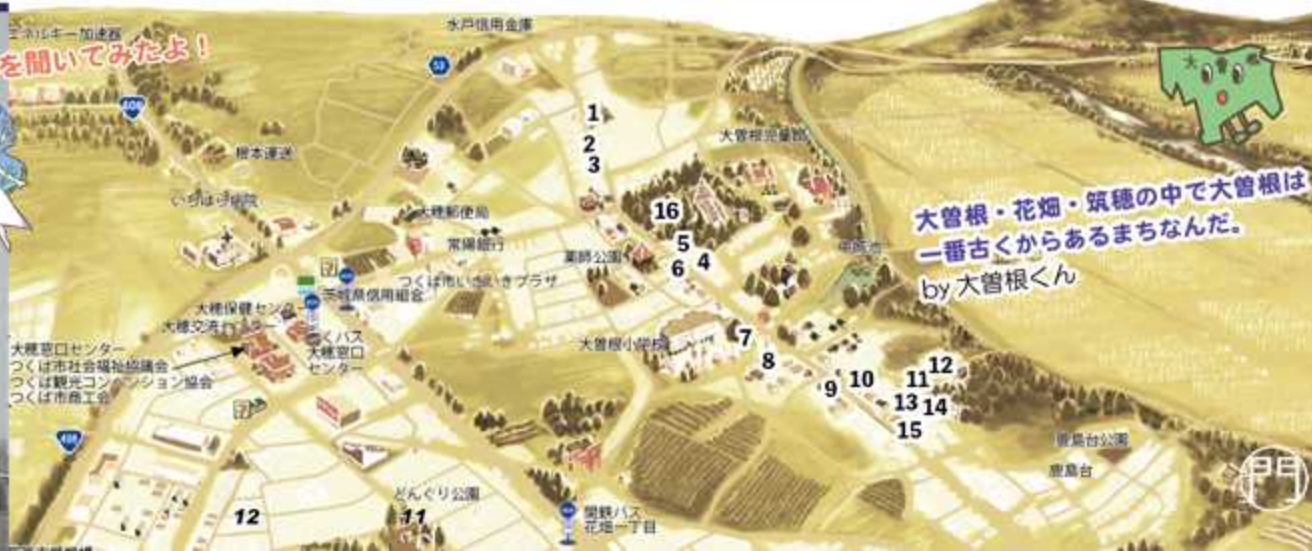 エネルギー加速器
を聞いてみたよ！
水戸信用金庫
53
408
根本運送
いちはら病院
大穂郵便局
常陽銀行
つくば市いきいきプラザ
茨城県信用組合
大穂保健センター
大穂交流センター
大穂窓口センター
つくば市社会福祉協議会
つくば観光コンベンション協会
つくば市商工会
つくバス
大穂窓口
センター
408
1
2
3
大曽根児童館
16
5
4
6
薬師公園
大曽根小学校
7
8
9
10
11
12
13
14
15
大曽根・花畑・筑穂の中で大曽根は
一番古くからあるまちなんだ。
by 大曽根くん
鹿島台公園
鹿島台
門
どんぐり公園
11
12
関鉄バス
花畑一丁目